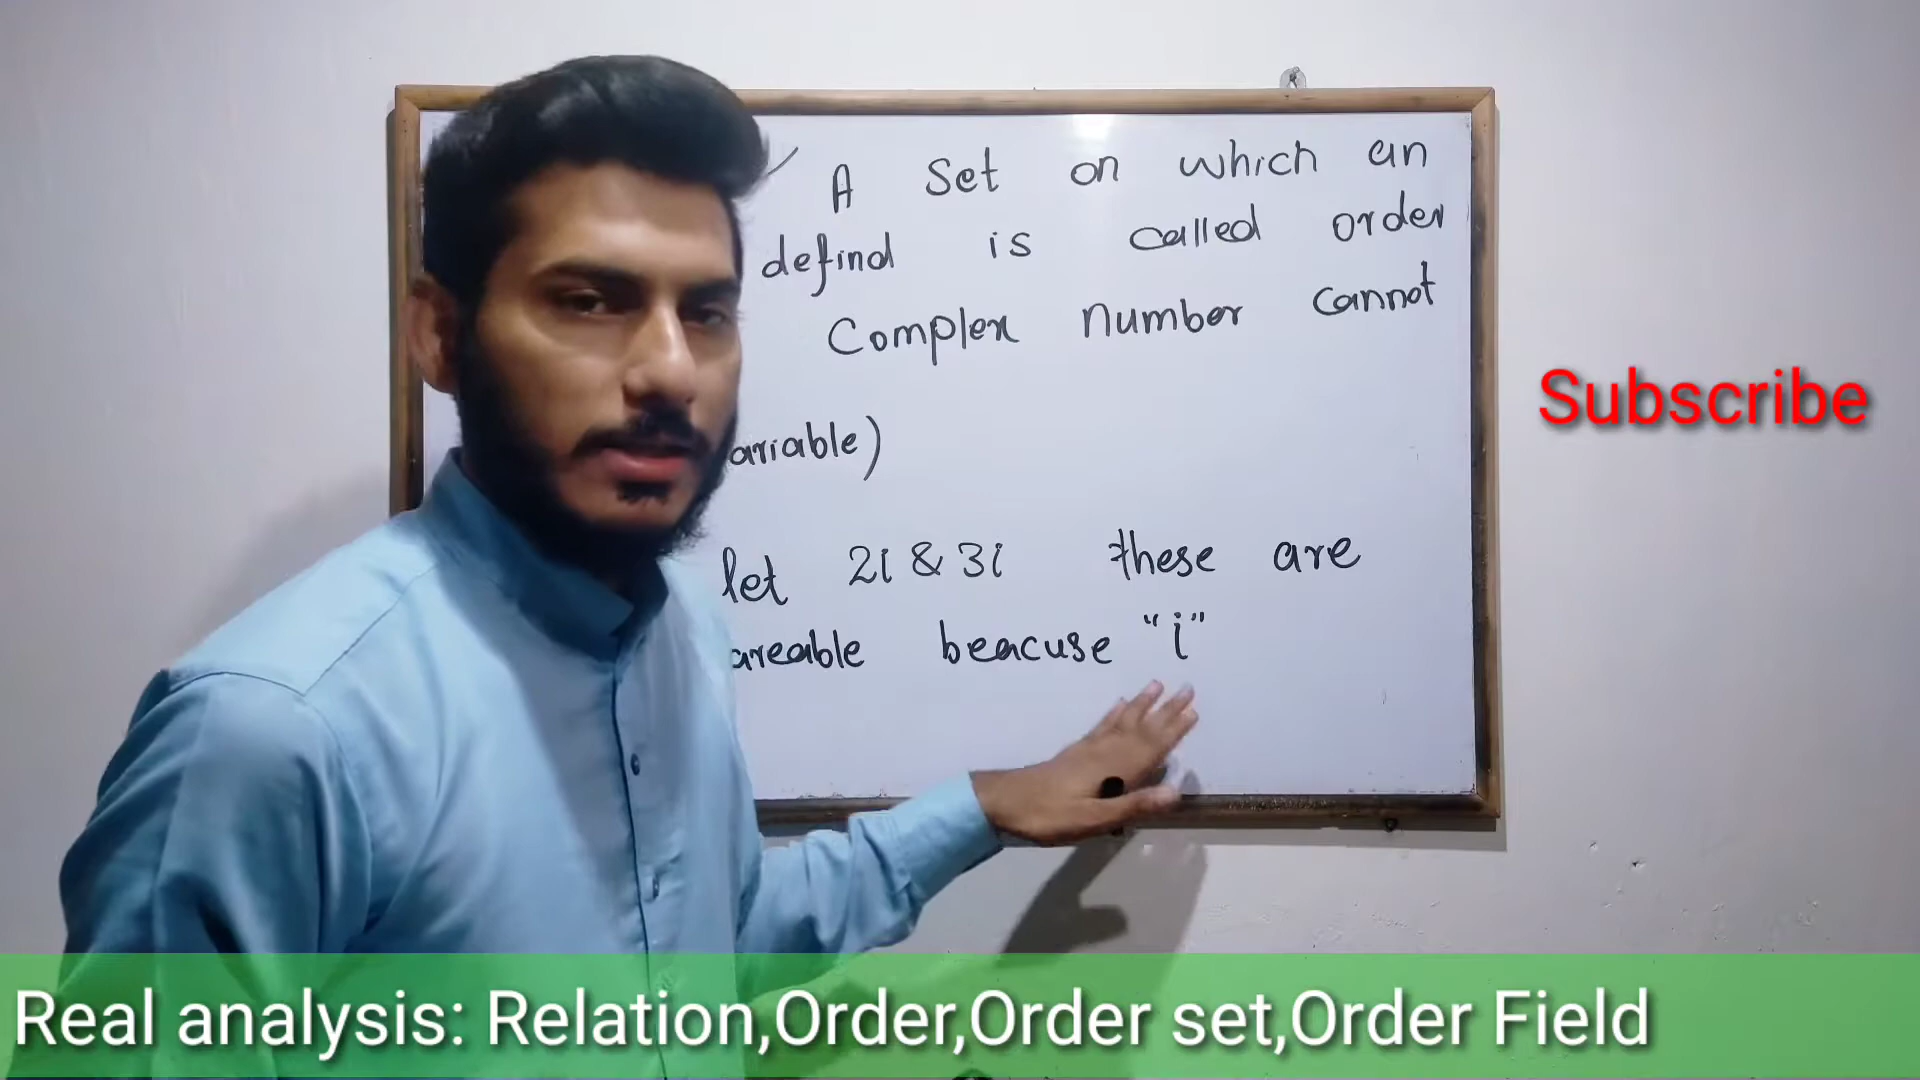 A Set on which an
defind is called order
Complex number cannot
ariable)
let 2i & 3i these are
areable beacuse "i"
Subscribe
Real analysis: Relation,Order,Order set,Order Field